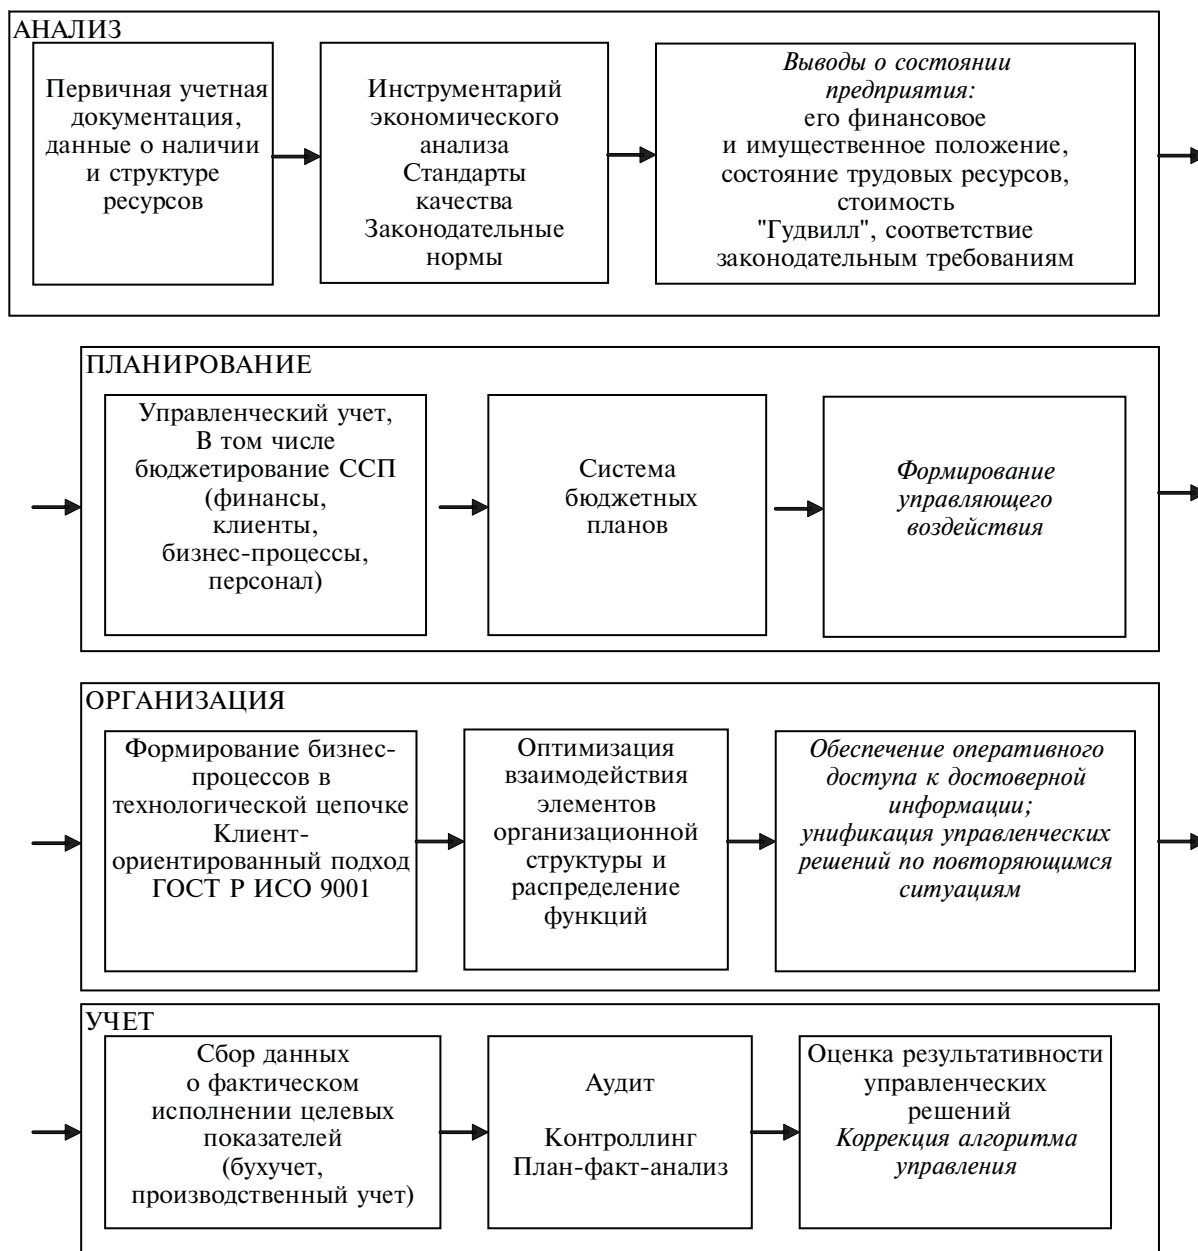 АНАЛИЗ
Первичная учетная
документация,
данные о наличии
и структуре
ресурсов
Инструментарий
экономического
анализа
Стандарты
качества
Законодательные
нормы
Выводы о состоянии
предприятия:
его финансовое
и имущественное положение,
состояние трудовых ресурсов,
стоимость
"Гудвилл", соответствие
законодательным требованиям
ПЛАНИРОВАНИЕ
Управленческий учет,
В том числе
бюджетирование ССП
(финансы,
клиенты,
бизнес-процессы,
персонал)
Система
бюджетных
планов
Формирование
управляющего
воздействия
ОРГАНИЗАЦИЯ
Формирование бизнес-
процессов в
технологической цепочке
Клиент-
ориентированный подход
ГОСТ Р ИСО 9001
Оптимизация
взаимодействия
элементов
организационной
структуры и
распределение
функций
Обеспечение оперативного
доступа к достоверной
информации;
унификация управленческих
решений по повторяющимся
ситуациям
УЧЕТ
Сбор данных
о фактическом
исполнении целевых
показателей
(бухучет,
производственный учет)
Аудит
Контроллинг
План-факт-анализ
Оценка результативности
управленческих
решений
Коррекция алгоритма
управления